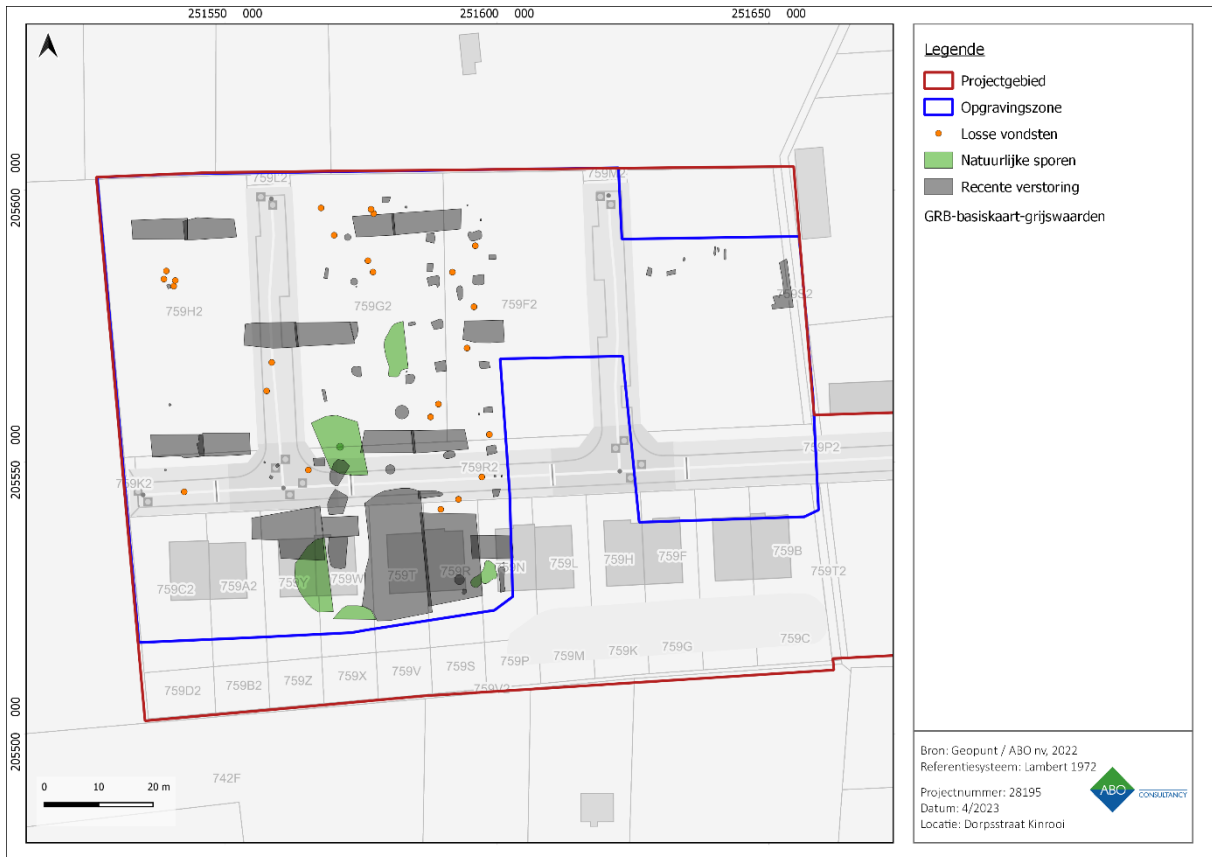 251550 000
251600 000
251650 000
205600 000
205550 000
205500 000
759L2
759M2
759H2
759G2
759F2
759S2
759K2
759R2
759P2
759C2
759A2
759Y
759W
759T
759R
759N
759L
759H
759F
759B
759T2
759D2
759B2
759Z
759X
759V
759S
759P
759M
759K
759G
759C
759V2
742F
0 10 20 m
Legende
Projectgebied
Opgravingszone
Losse vondsten
Natuurlijke sporen
Recente verstoring
GRB-basiskaart-grijswaarden
Bron: Geopunt / ABO nv, 2022
Referentiesysteem: Lambert 1972
Projectnummer: 28195
Datum: 4/2023
Locatie: Dorpsstraat Kinrooi
ABO CONSULTANCY